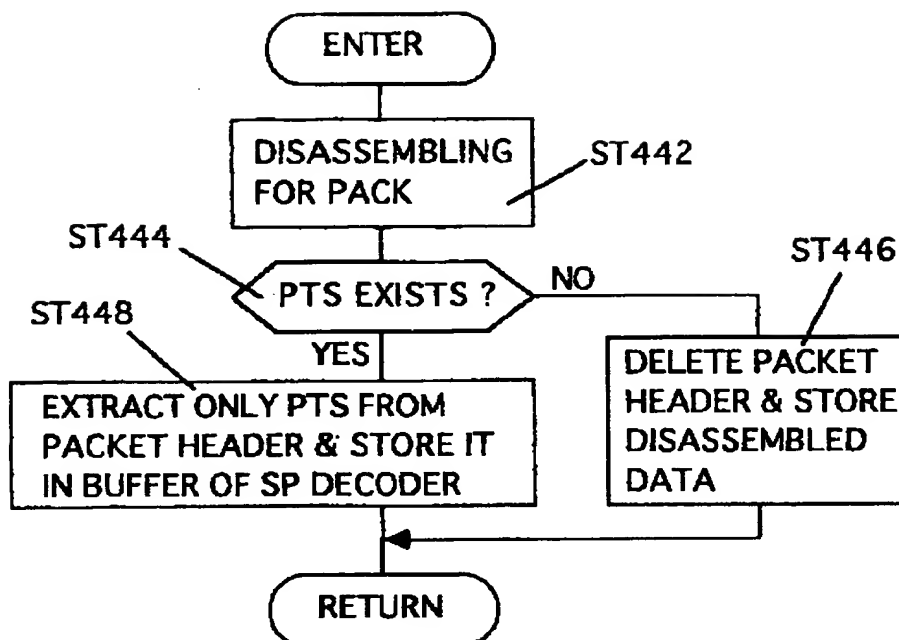 ENTER
DISASSEMBLING
FOR PACK
ST442
ST444
PTS EXISTS ?
NO
ST446
ST448
YES
EXTRACT ONLY PTS FROM
PACKET HEADER & STORE IT
IN BUFFER OF SP DECODER
DELETE PACKET
HEADER & STORE
DISASSEMBLED
DATA
RETURN